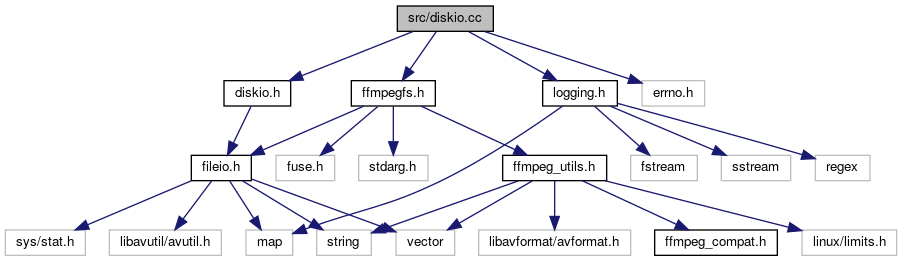 src/diskio.cc
diskio.h
ffmpegfs.h
logging.h
errno.h
fileio.h
fuse.h
stdarg.h
ffmpeg_utils.h
fstream
sstream
regex
sys/stat.h
libavutil/avutil.h
map
string
vector
libavformat/avformat.h
ffmpeg_compat.h
linux/limits.h